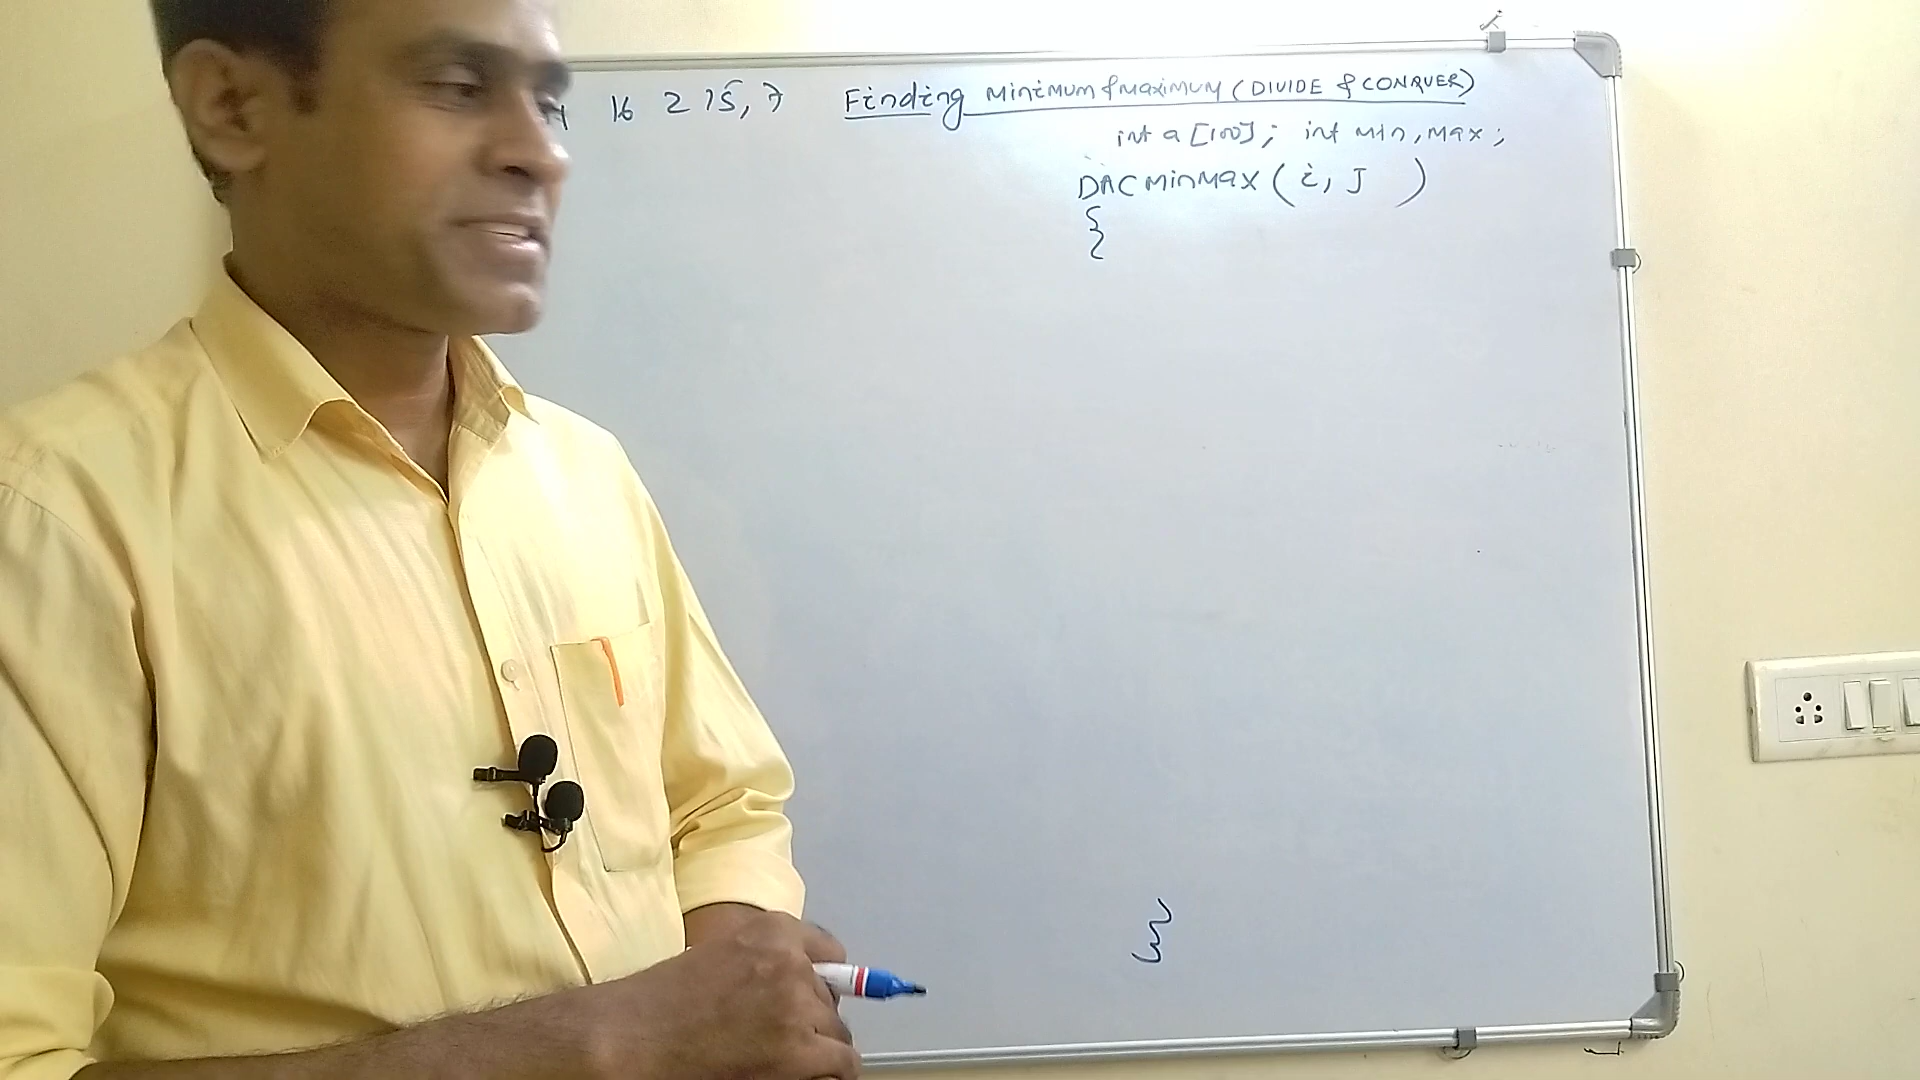 16 2 15, 7 Finding Minimum & Maximum (DIVIDE & CONQUER)
int a [100]; int min, max;
DAC MinMax ( i, J )
{
}